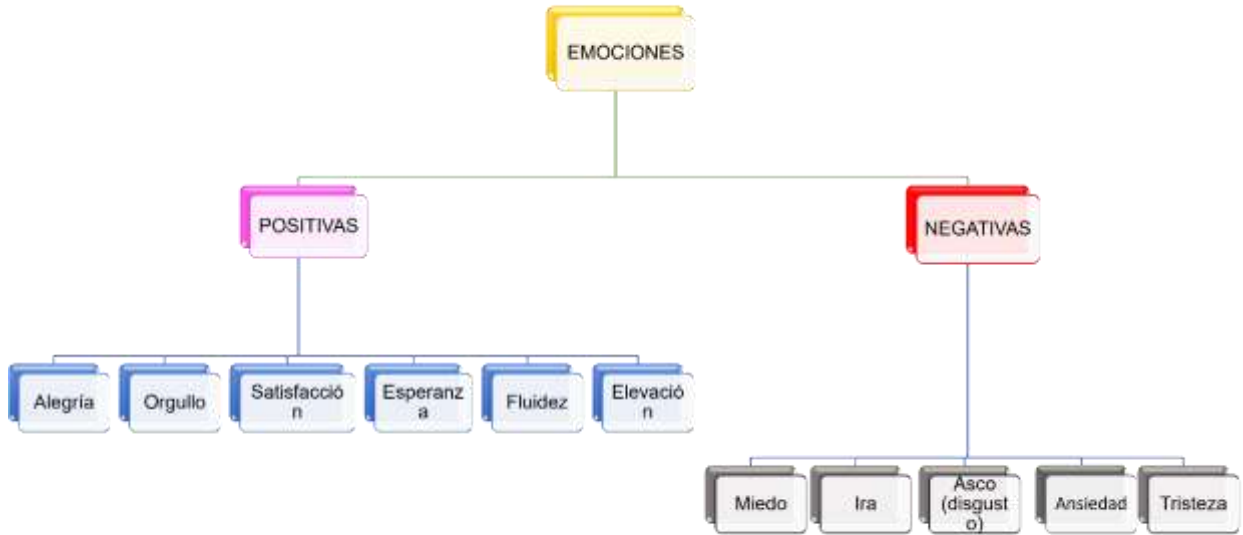 EMOCIONES
POSITIVAS
NEGATIVAS
Alegría
Orgullo
Satisfacció
n
Esperanz
a
Fluidez
Elevació
n
Miedo
Ira
Asco
(disgust
o)
Ansiedad
Tristeza